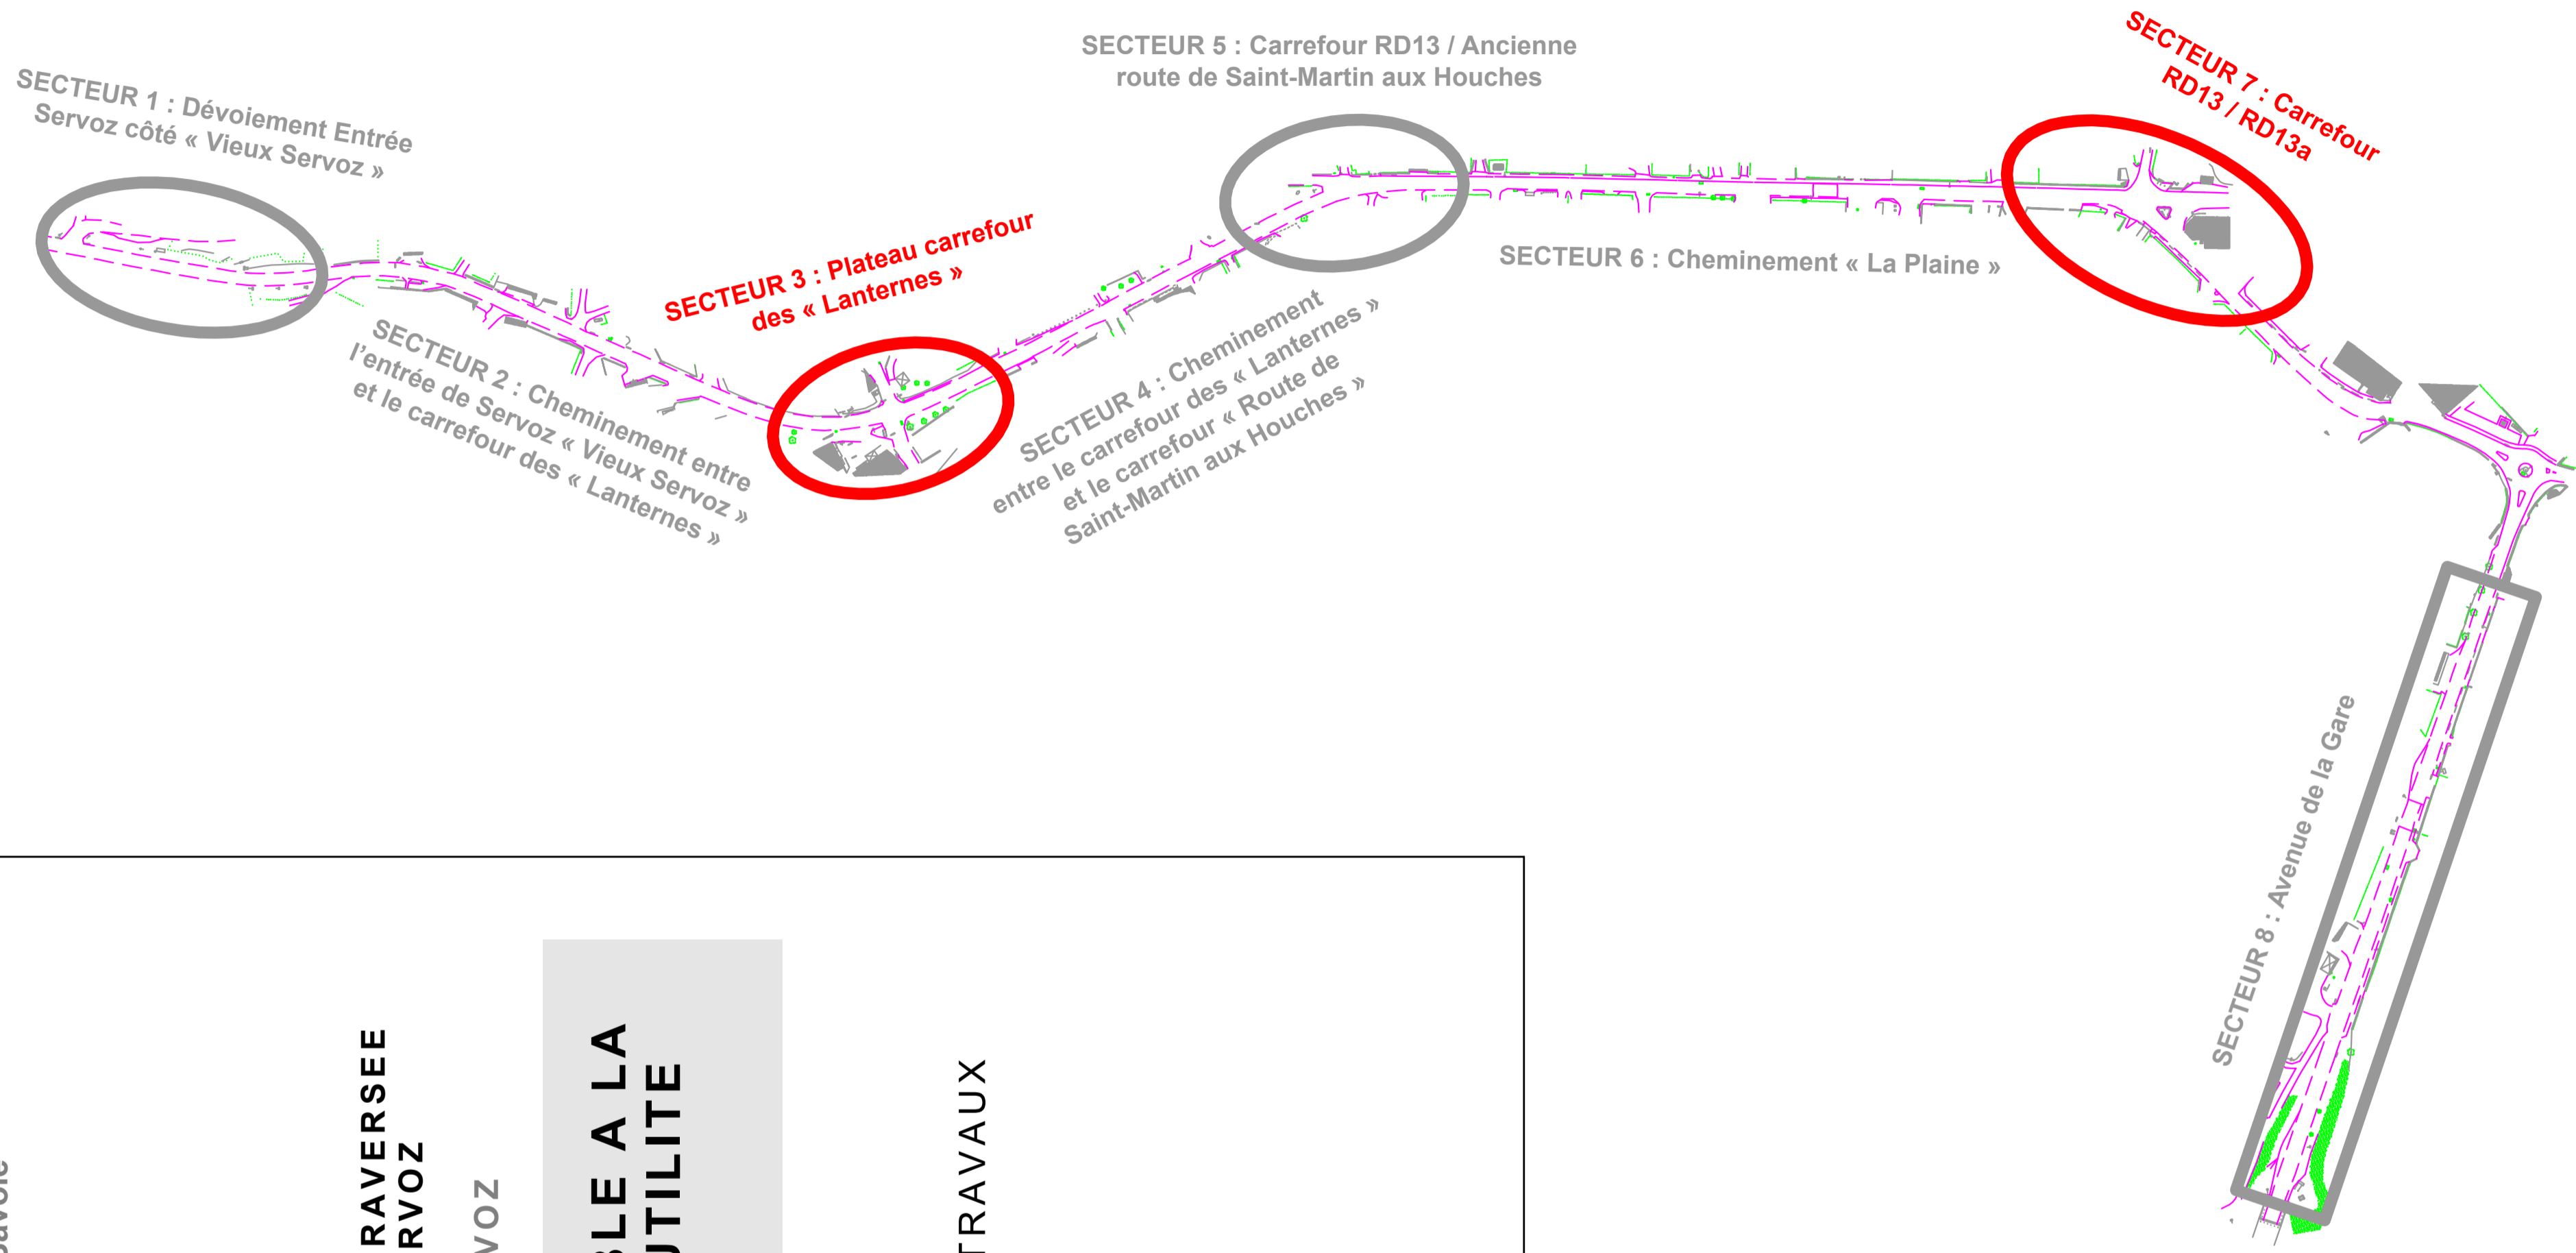 SECTEUR 1 : Dévoiement Entrée
Servoz côté « Vieux Servoz »
SECTEUR 2 : Cheminement entre
l'entrée de Servoz « Vieux Servoz »
et le carrefour des « Lanternes »
SECTEUR 3 : Plateau carrefour
des « Lanternes »
SECTEUR 4 : Cheminement
entre le carrefour des « Lanternes »
et le carrefour « Route de
Saint-Martin aux Houches »
SECTEUR 5 : Carrefour RD13 / Ancienne
route de Saint-Martin aux Houches
SECTEUR 6 : Cheminement « La Plaine »
SECTEUR 7 : Carrefour
RD13 / RD13a
SECTEUR 8 : Avenue de la Gare
RAVERSEE
RVOZ
VOZ
BLE A LA
UTILITE
TRAVAUX